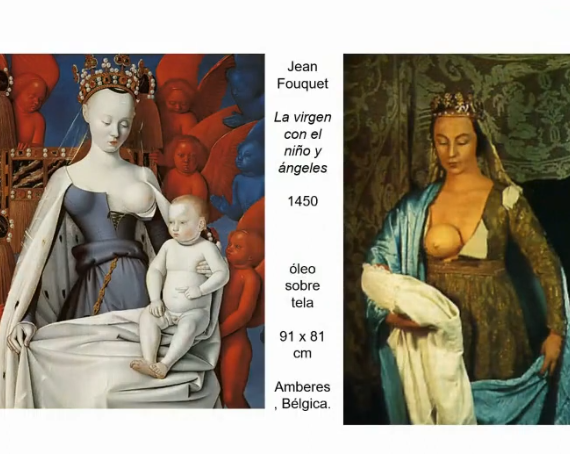 Jean
Fouquet
La virgen
con el
niño y
ángeles
1450
óleo
sobre
tela
91 x 81
cm
Amberes
, Bélgica.